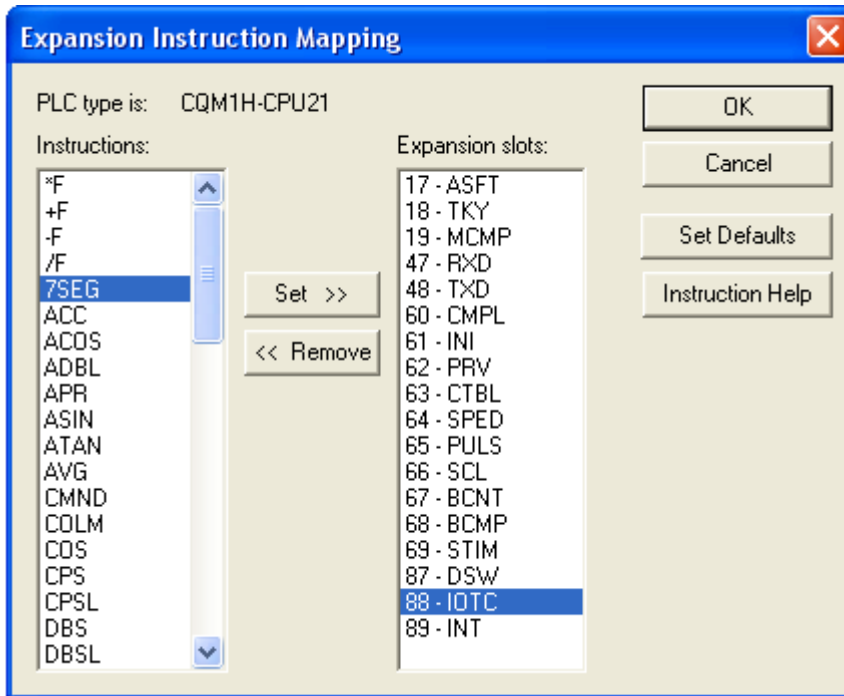 Expansion Instruction Mapping
PLC type is: CQM1H-CPU21
Instructions:
*F
+F
-F
/F
7SEG
ACC
ACOS
ADBL
APR
ASIN
ATAN
AVG
CMND
COLM
COS
CPS
CPSL
DBS
DBSL
Set >>
<< Remove
Expansion slots:
17 - ASFT
18 - TKY
19 - MCMP
47 - RXD
48 - TXD
60 - CMPL
61 - INI
62 - PRV
63 - CTBL
64 - SPED
65 - PULS
66 - SCL
67 - BCNT
68 - BCMP
69 - STIM
87 - DSW
88 - IOTC
89 - INT
OK
Cancel
Set Defaults
Instruction Help